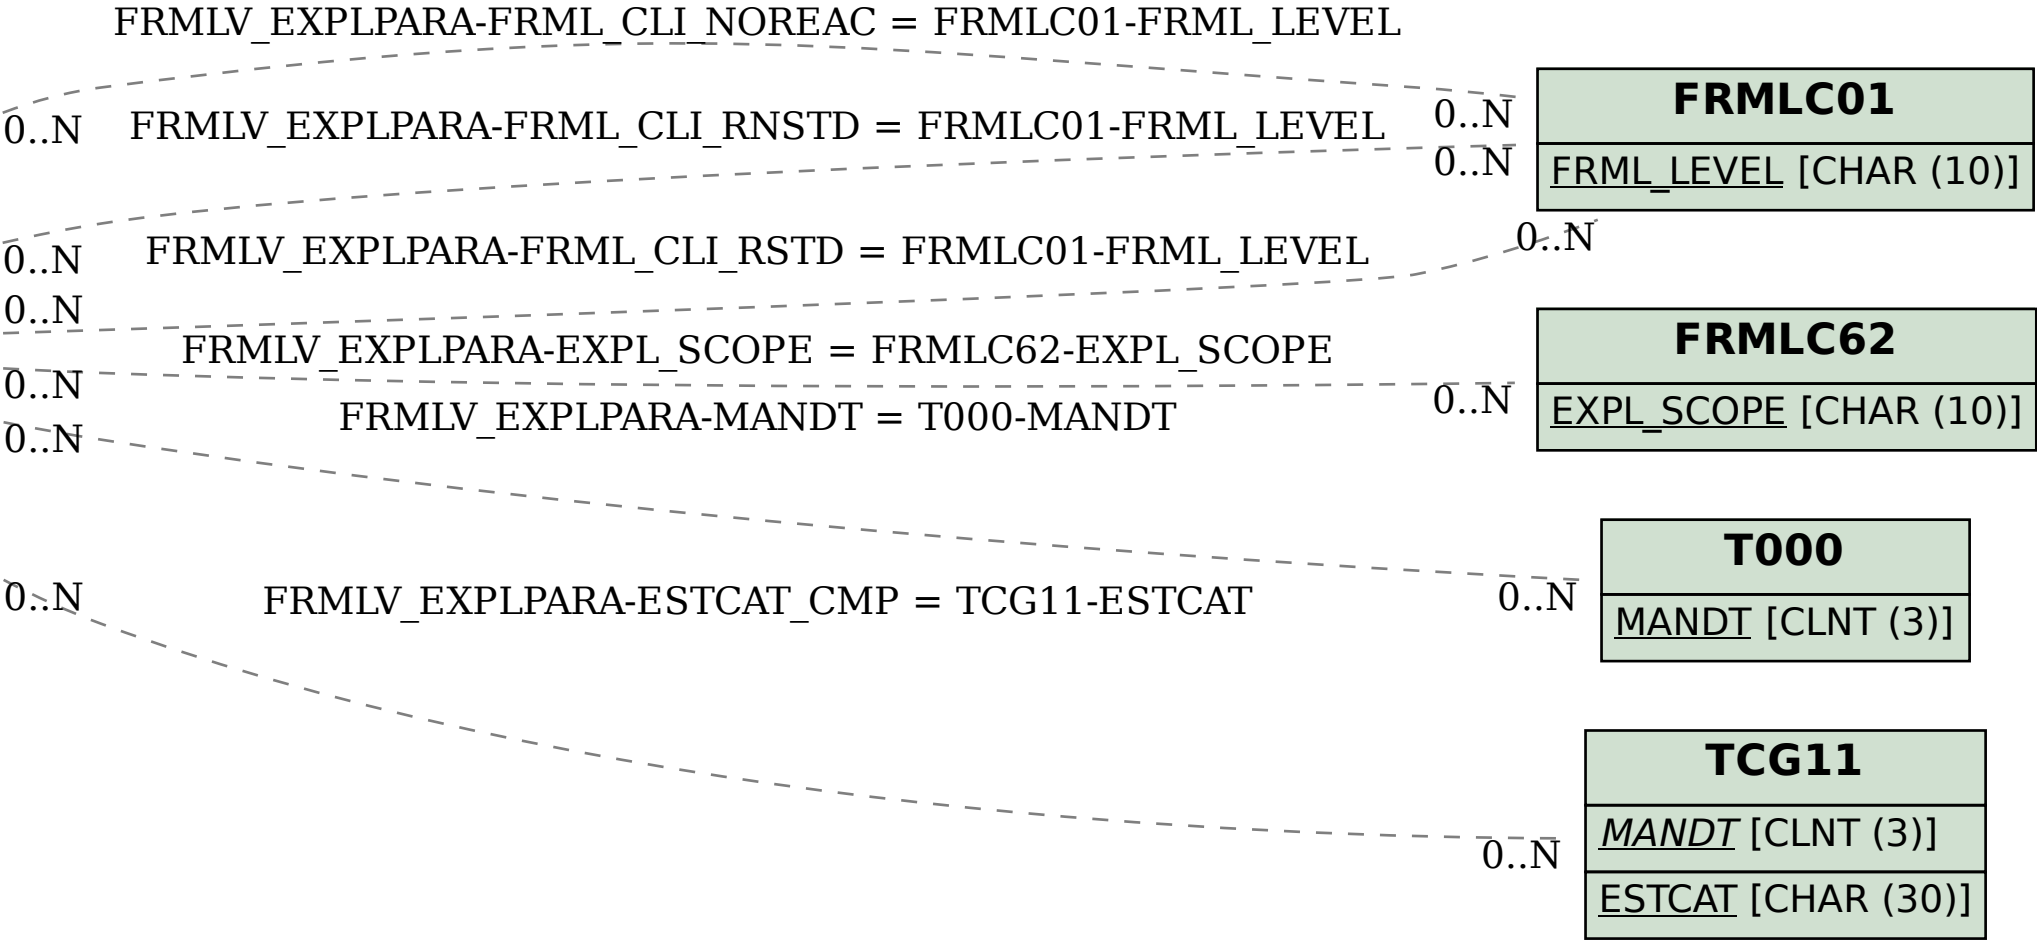 FRMLV_EXPLPARA-FRML_CLI_NOREAC = FRMLC01-FRML_LEVEL
0..N
0..N
FRMLV_EXPLPARA-FRML_CLI_RNSTD = FRMLC01-FRML_LEVEL
0..N
0..N
FRMLV_EXPLPARA-FRML_CLI_RSTD = FRMLC01-FRML_LEVEL
0..N
0..N
FRMLV_EXPLPARA-EXPL_SCOPE = FRMLC62-EXPL_SCOPE
0..N
0..N
FRMLV_EXPLPARA-MANDT = T000-MANDT
0..N
0..N
FRMLV_EXPLPARA-ESTCAT_CMP = TCG11-ESTCAT
0..N
0..N
FRMLC01
FRML_LEVEL [CHAR (10)]
FRMLC62
EXPL_SCOPE [CHAR (10)]
T000
MANDT [CLNT (3)]
TCG11
MANDT [CLNT (3)]
ESTCAT [CHAR (30)]